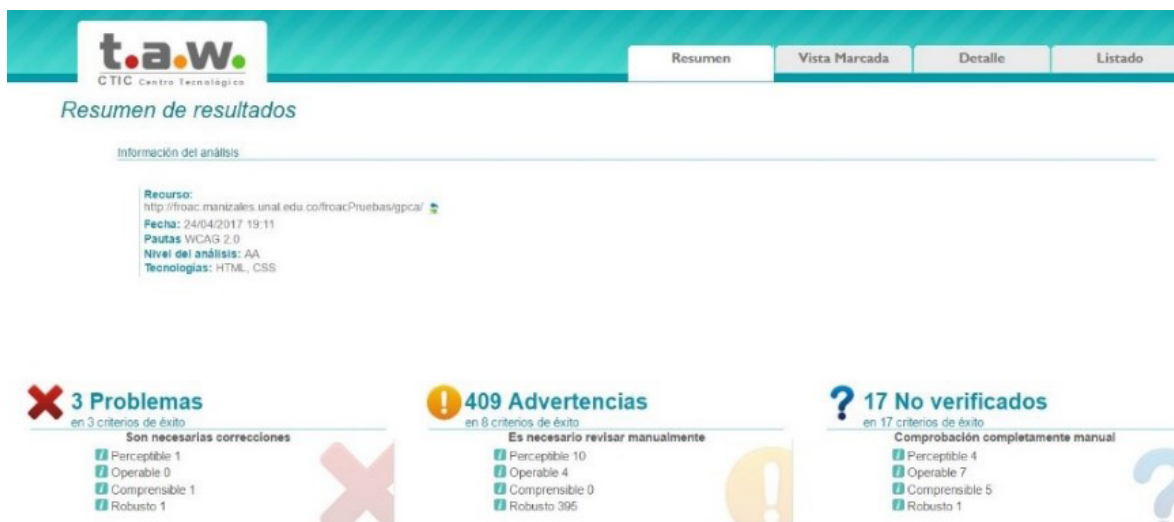 t.a.w.
CTIC Centro Tecnológico
Resumen
Vista Marcada
Detalle
Listado
Resumen de resultados
Información del análisis
Recurso:
http://froac.manizales.unal.edu.co/froacPruebas/gpca/
Fecha: 24/04/2017 19:11
Pautas WCAG 2.0
Nivel del análisis: AA
Tecnologías: HTML, CSS
3 Problemas
en 3 criterios de éxito
Son necesarias correcciones
Perceptible 1
Operable 0
Comprensible 1
Robusto 1
409 Advertencias
en 8 criterios de éxito
Es necesario revisar manualmente
Perceptible 10
Operable 4
Comprensible 0
Robusto 395
17 No verificados
en 17 criterios de éxito
Comprobación completamente manual
Perceptible 4
Operable 7
Comprensible 5
Robusto 1